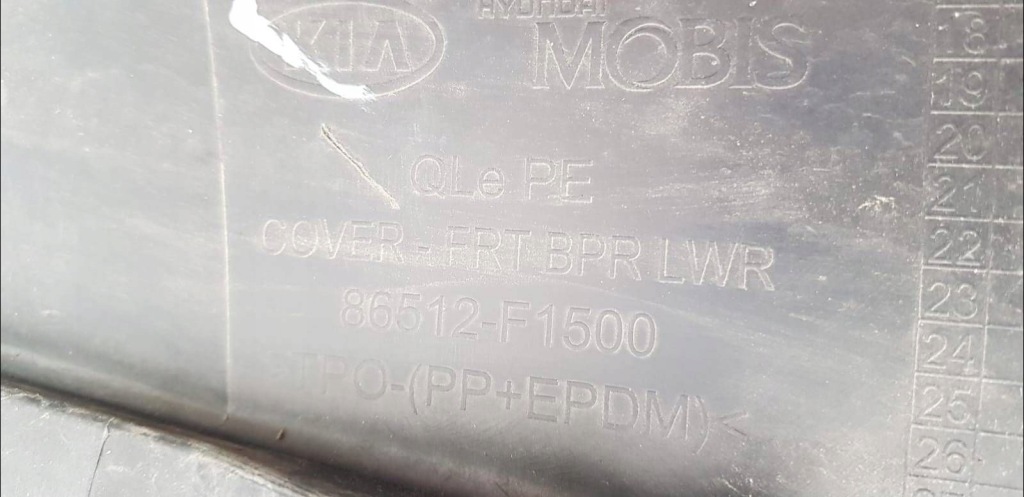 HYUNDAI
KIA MOBIS
QLe PE
COVER - FRT BPR LWR
86512-F1500
TPO-(PP+EPDM)<
18
19
20
21
22
23
24
25
26